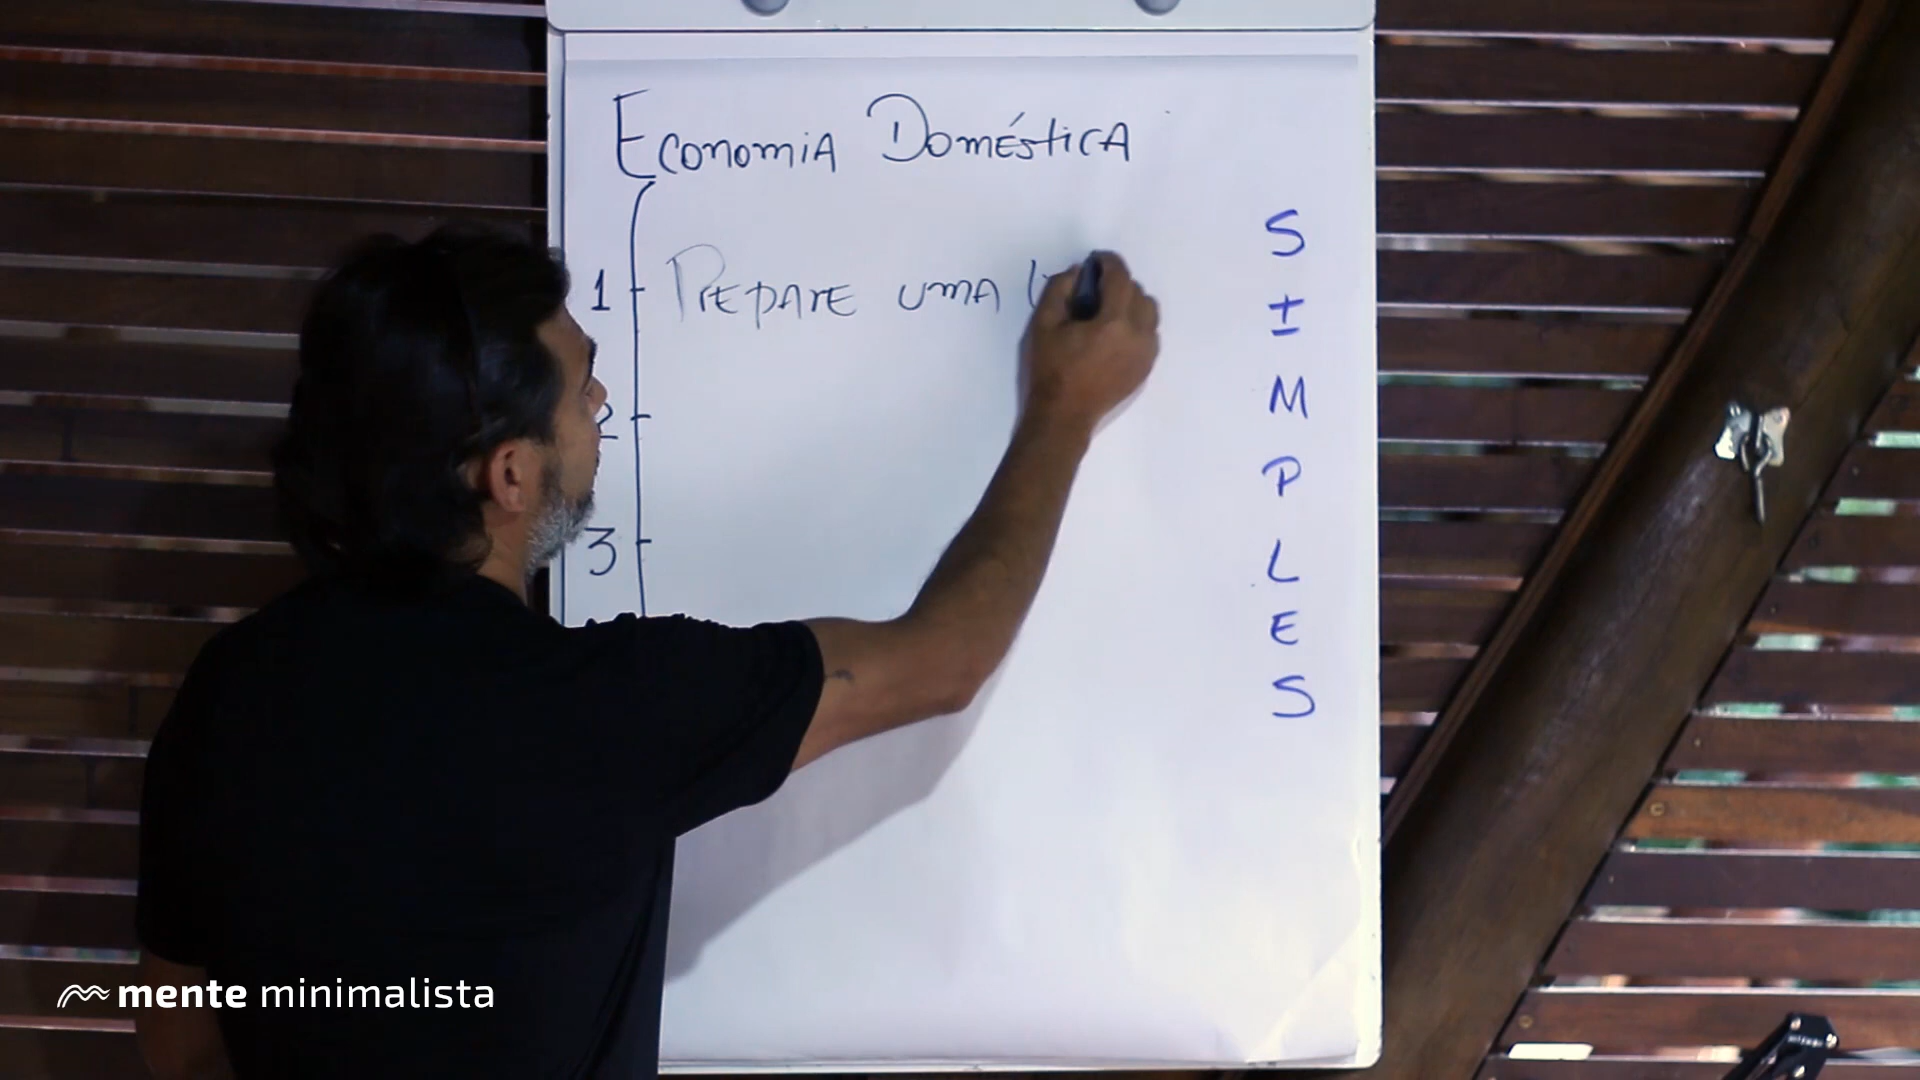 Economia Doméstica
1 Prepare uma
2
3
S
I
M
P
L
E
S
mente minimalista